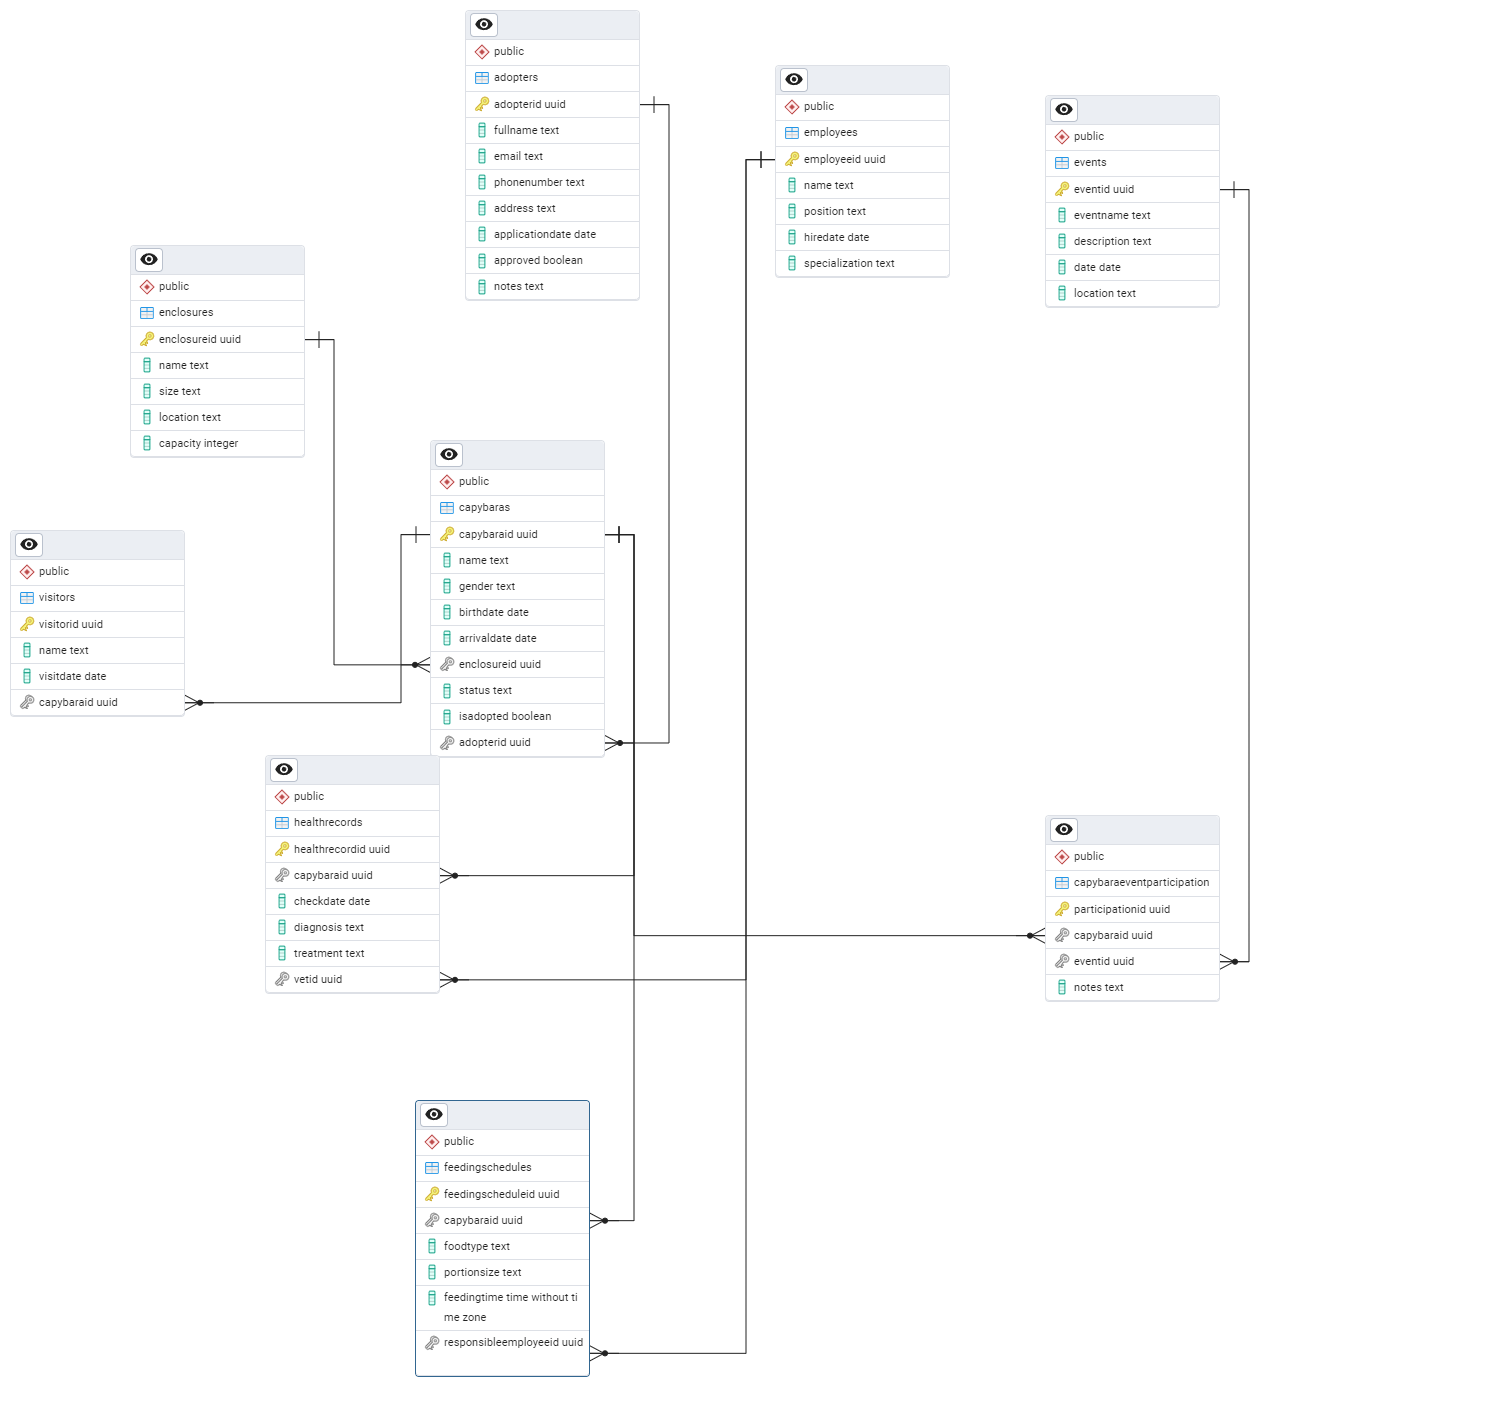 public
adopters
adopterid uuid
fullname text
email text
phonenumber text
address text
applicationdate date
approved boolean
notes text
public
employees
employeeid uuid
name text
position text
hiredate date
specialization text
public
events
eventid uuid
eventname text
description text
date date
location text
public
enclosures
enclosureid uuid
name text
size text
location text
capacity integer
public
capybaras
capybaraid uuid
name text
gender text
birthdate date
arrivaldate date
enclosureid uuid
status text
isadopted boolean
adopterid uuid
public
visitors
visitorid uuid
name text
visitdate date
capybaraid uuid
public
healthrecords
healthrecordid uuid
capybaraid uuid
checkdate date
diagnosis text
treatment text
vetid uuid
public
capybaraeventparticipation
participationid uuid
capybaraid uuid
eventid uuid
notes text
public
feedingschedules
feedingscheduleid uuid
capybaraid uuid
foodtype text
portionsize text
feedingtime time without ti
me zone
responsibleemployeeid uuid